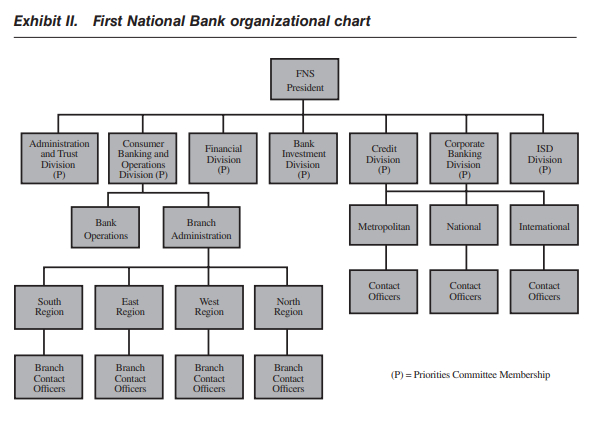 Exhibit II. First National Bank organizational chart
FNS
President
Administration
and Trust
Division
(P)
Consumer
Banking and
Operations
Division (P)
Financial
Division
(P)
Bank
Investment
Division
(P)
Credit
Division
(P)
Corporate
Banking
Division
(P)
ISD
Division
(P)
Bank
Operations
Branch
Administration
Metropolitan
National
International
Contact
Officers
Contact
Officers
Contact
Officers
South
Region
East
Region
West
Region
North
Region
Branch
Contact
Officers
Branch
Contact
Officers
Branch
Contact
Officers
Branch
Contact
Officers
(P) = Priorities Committee Membership